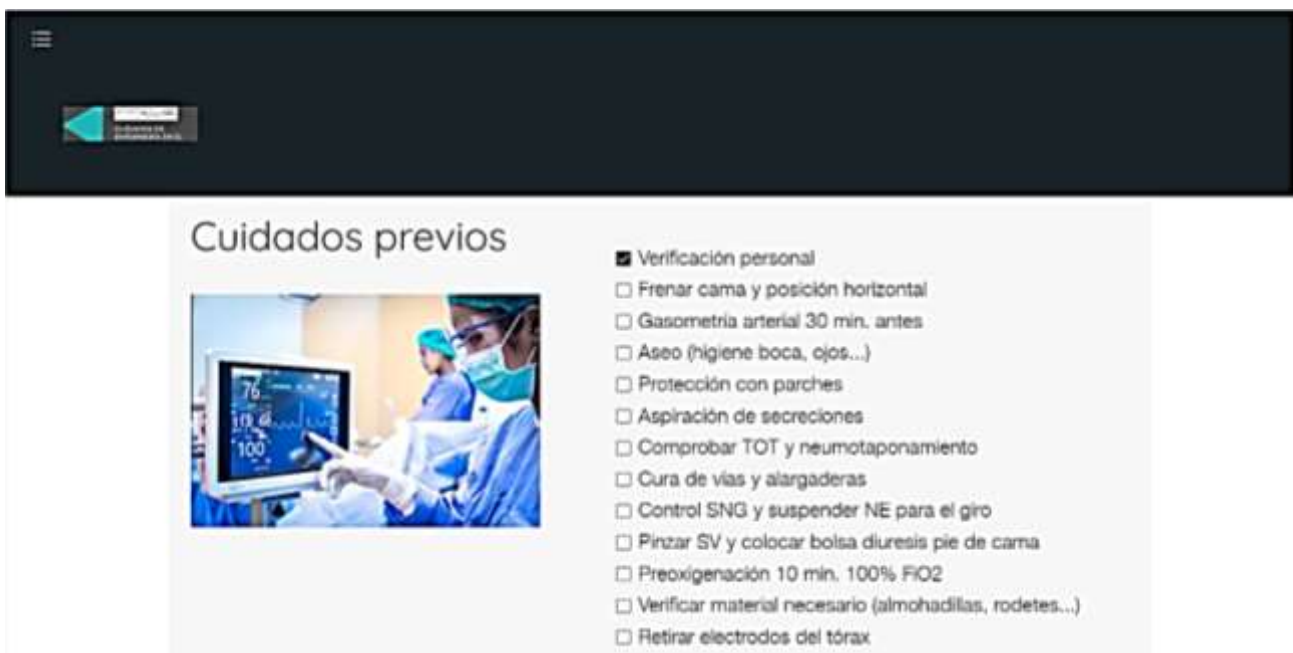 Cuidados previos
Verificación personal
Frenar cama y posición horizontal
Gasometría arterial 30 min. antes
Aseo (higiene boca, ojos...)
Protección con parches
Aspiración de secreciones
Comprobar TOT y neumotaponamiento
Cura de vías y alargaderas
Control SNG y suspender NE para el giro
Pinzar SV y colocar bolsa diuresis pie de cama
Preoxigenación 10 min. 100% FiO2
Verificar material necesario (almohadillas, rodetes...)
Retirar electrodos del tórax
76
100